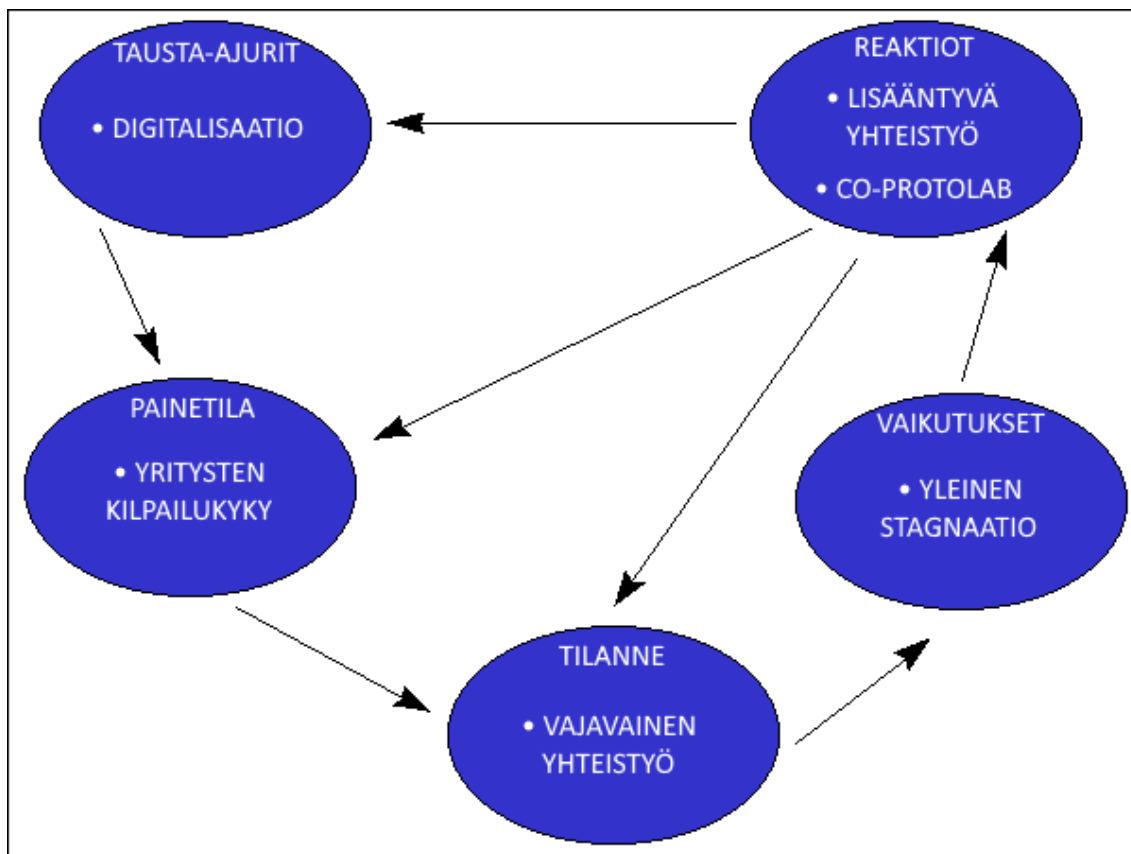 TAUSTA-AJURIT
• DIGITALISAATIO
REAKTIOT
• LISÄÄNTYVÄ
YHTEISTYÖ
• CO-PROTOLAB
PAINETILA
• YRITYSTEN
KILPAILUKYKY
VAIKUTUKSET
• YLEINEN
STAGNAATIO
TILANNE
• VAJAVAINEN
YHTEISTYÖ